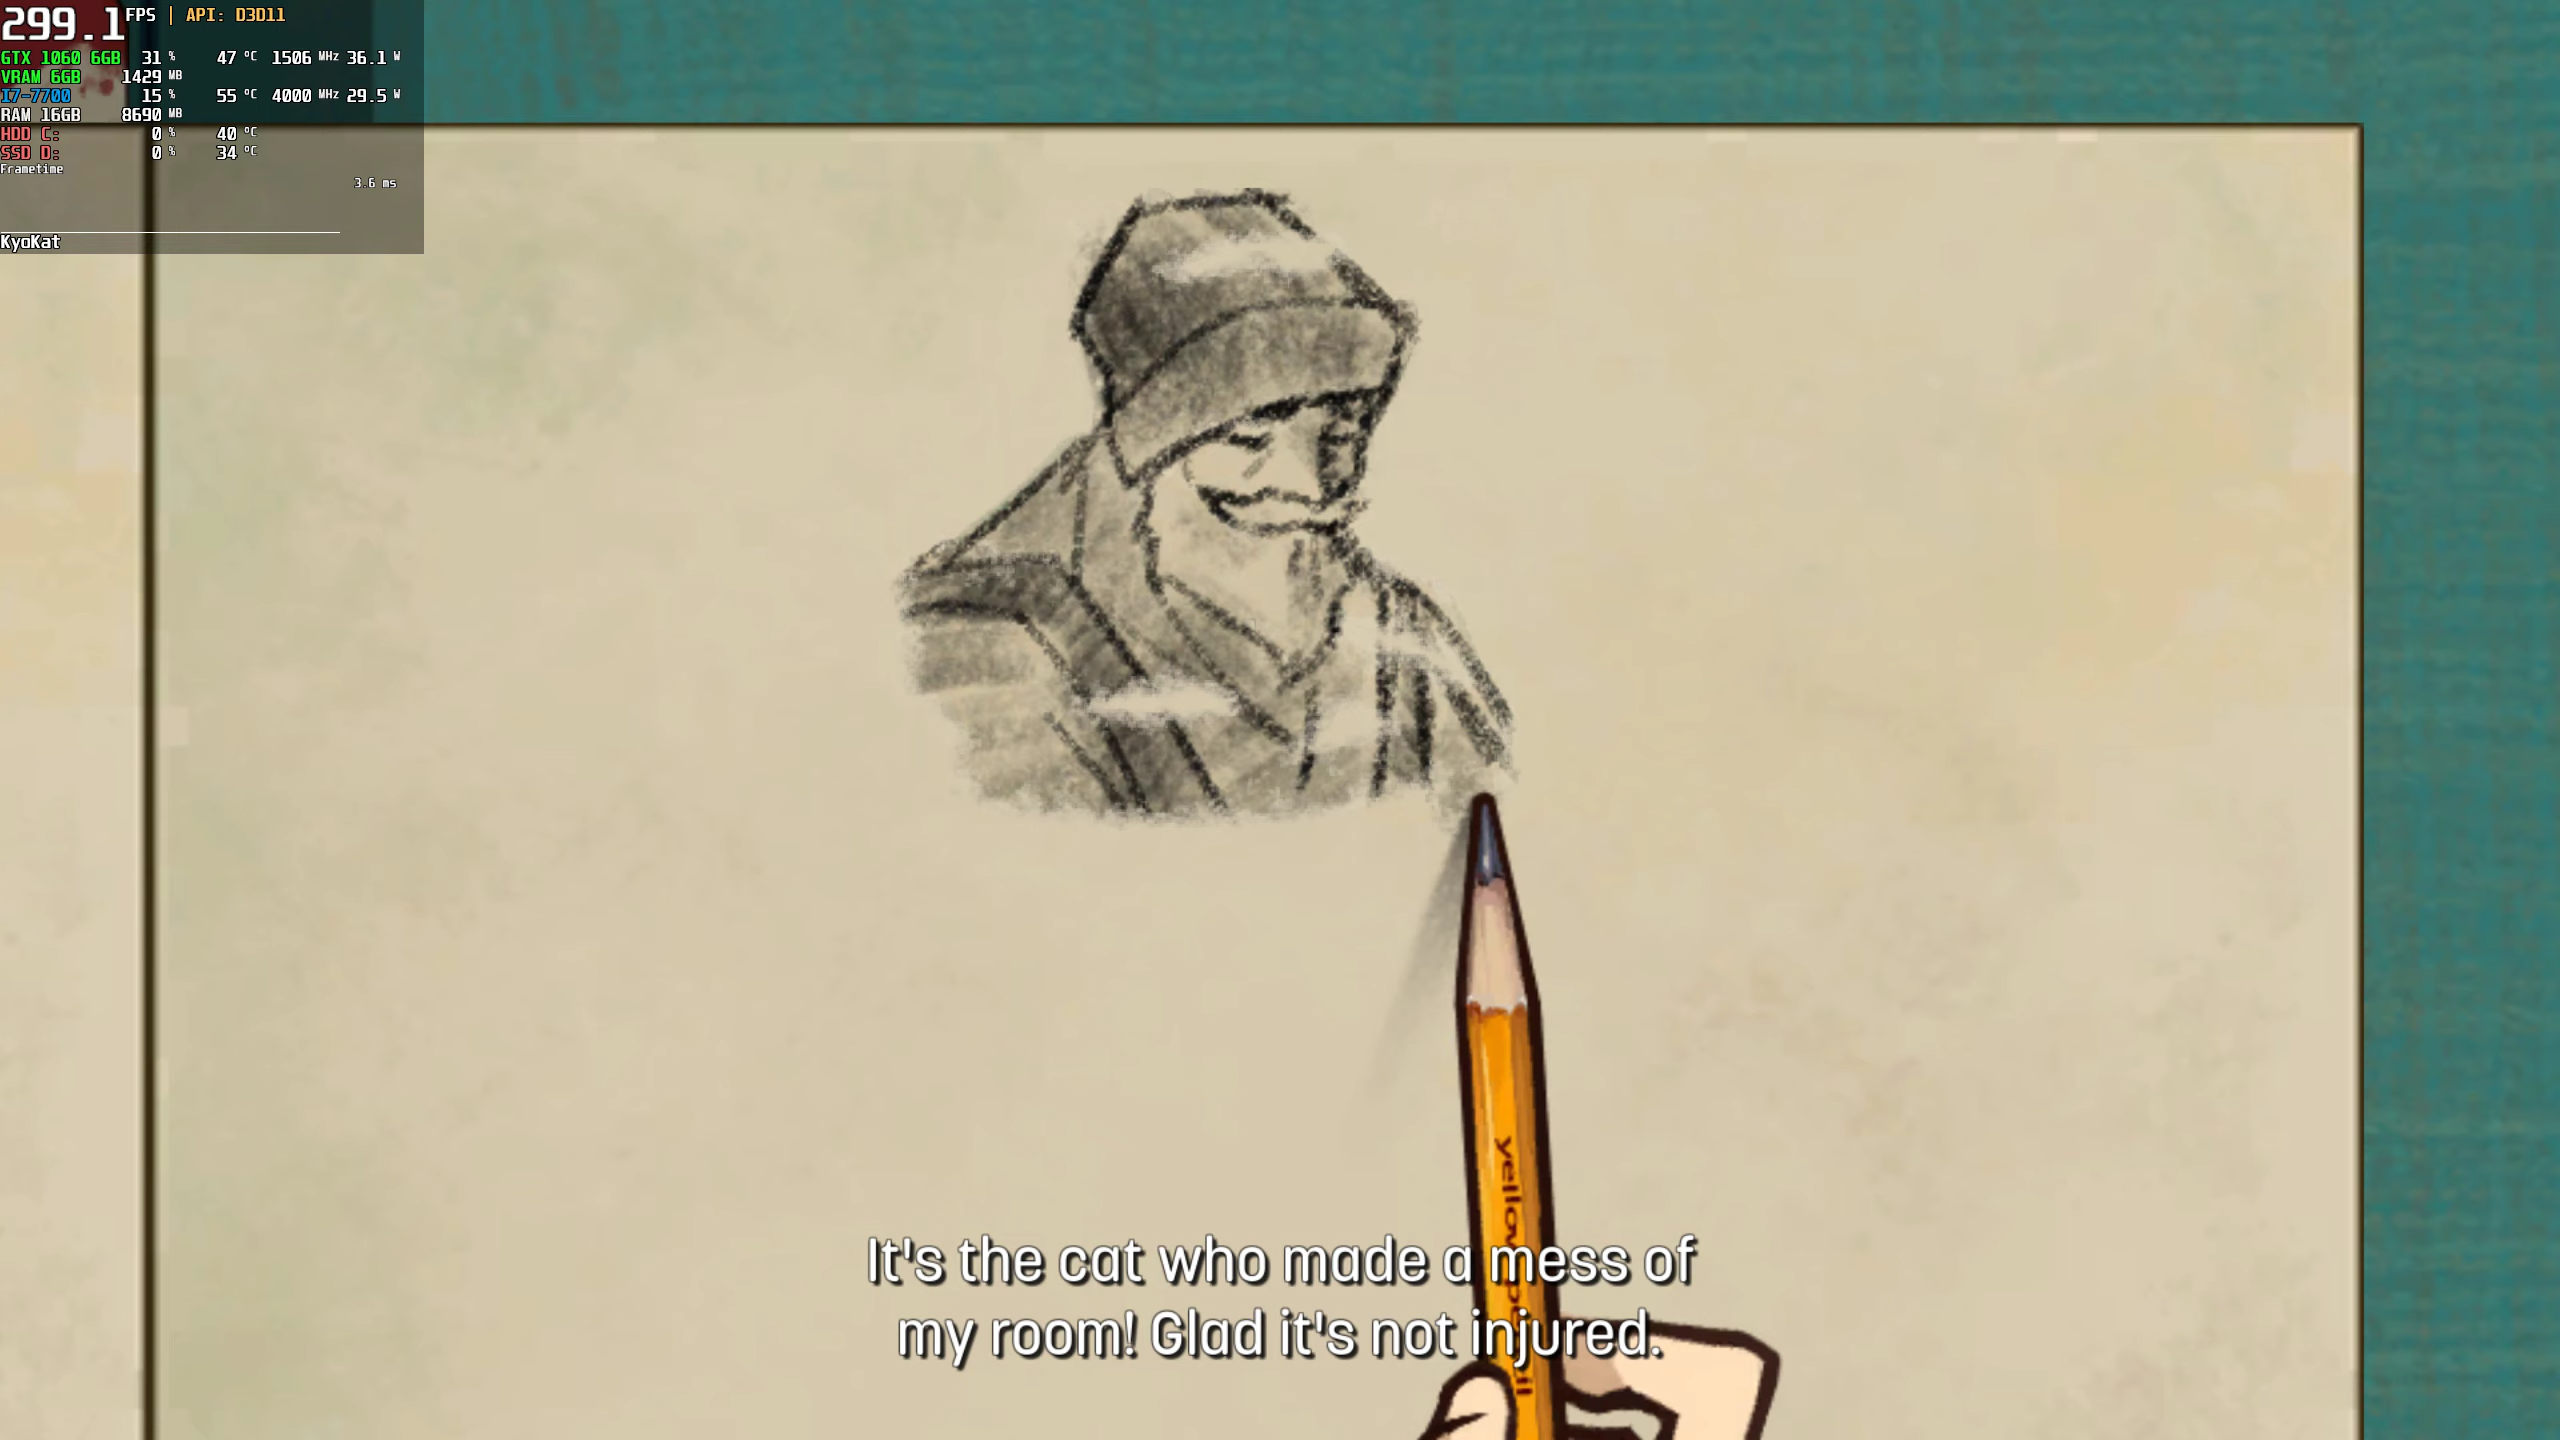 299.1 FPS | API: D3D11
GTX 1060 6GB 31 % 47 °C 1506 MHz 36.1 W
VRAM 6GB 1429 MB
I7-7700 15 % 55 °C 4000 MHz 29.5 W
RAM 16GB 8690 MB
HDD C: 0 % 40 °C
SSD D: 0 % 34 °C
Frametime
3.6 ms
KyoKat
yellow
It's the cat who made a mess of
my room! Glad it's not injured.